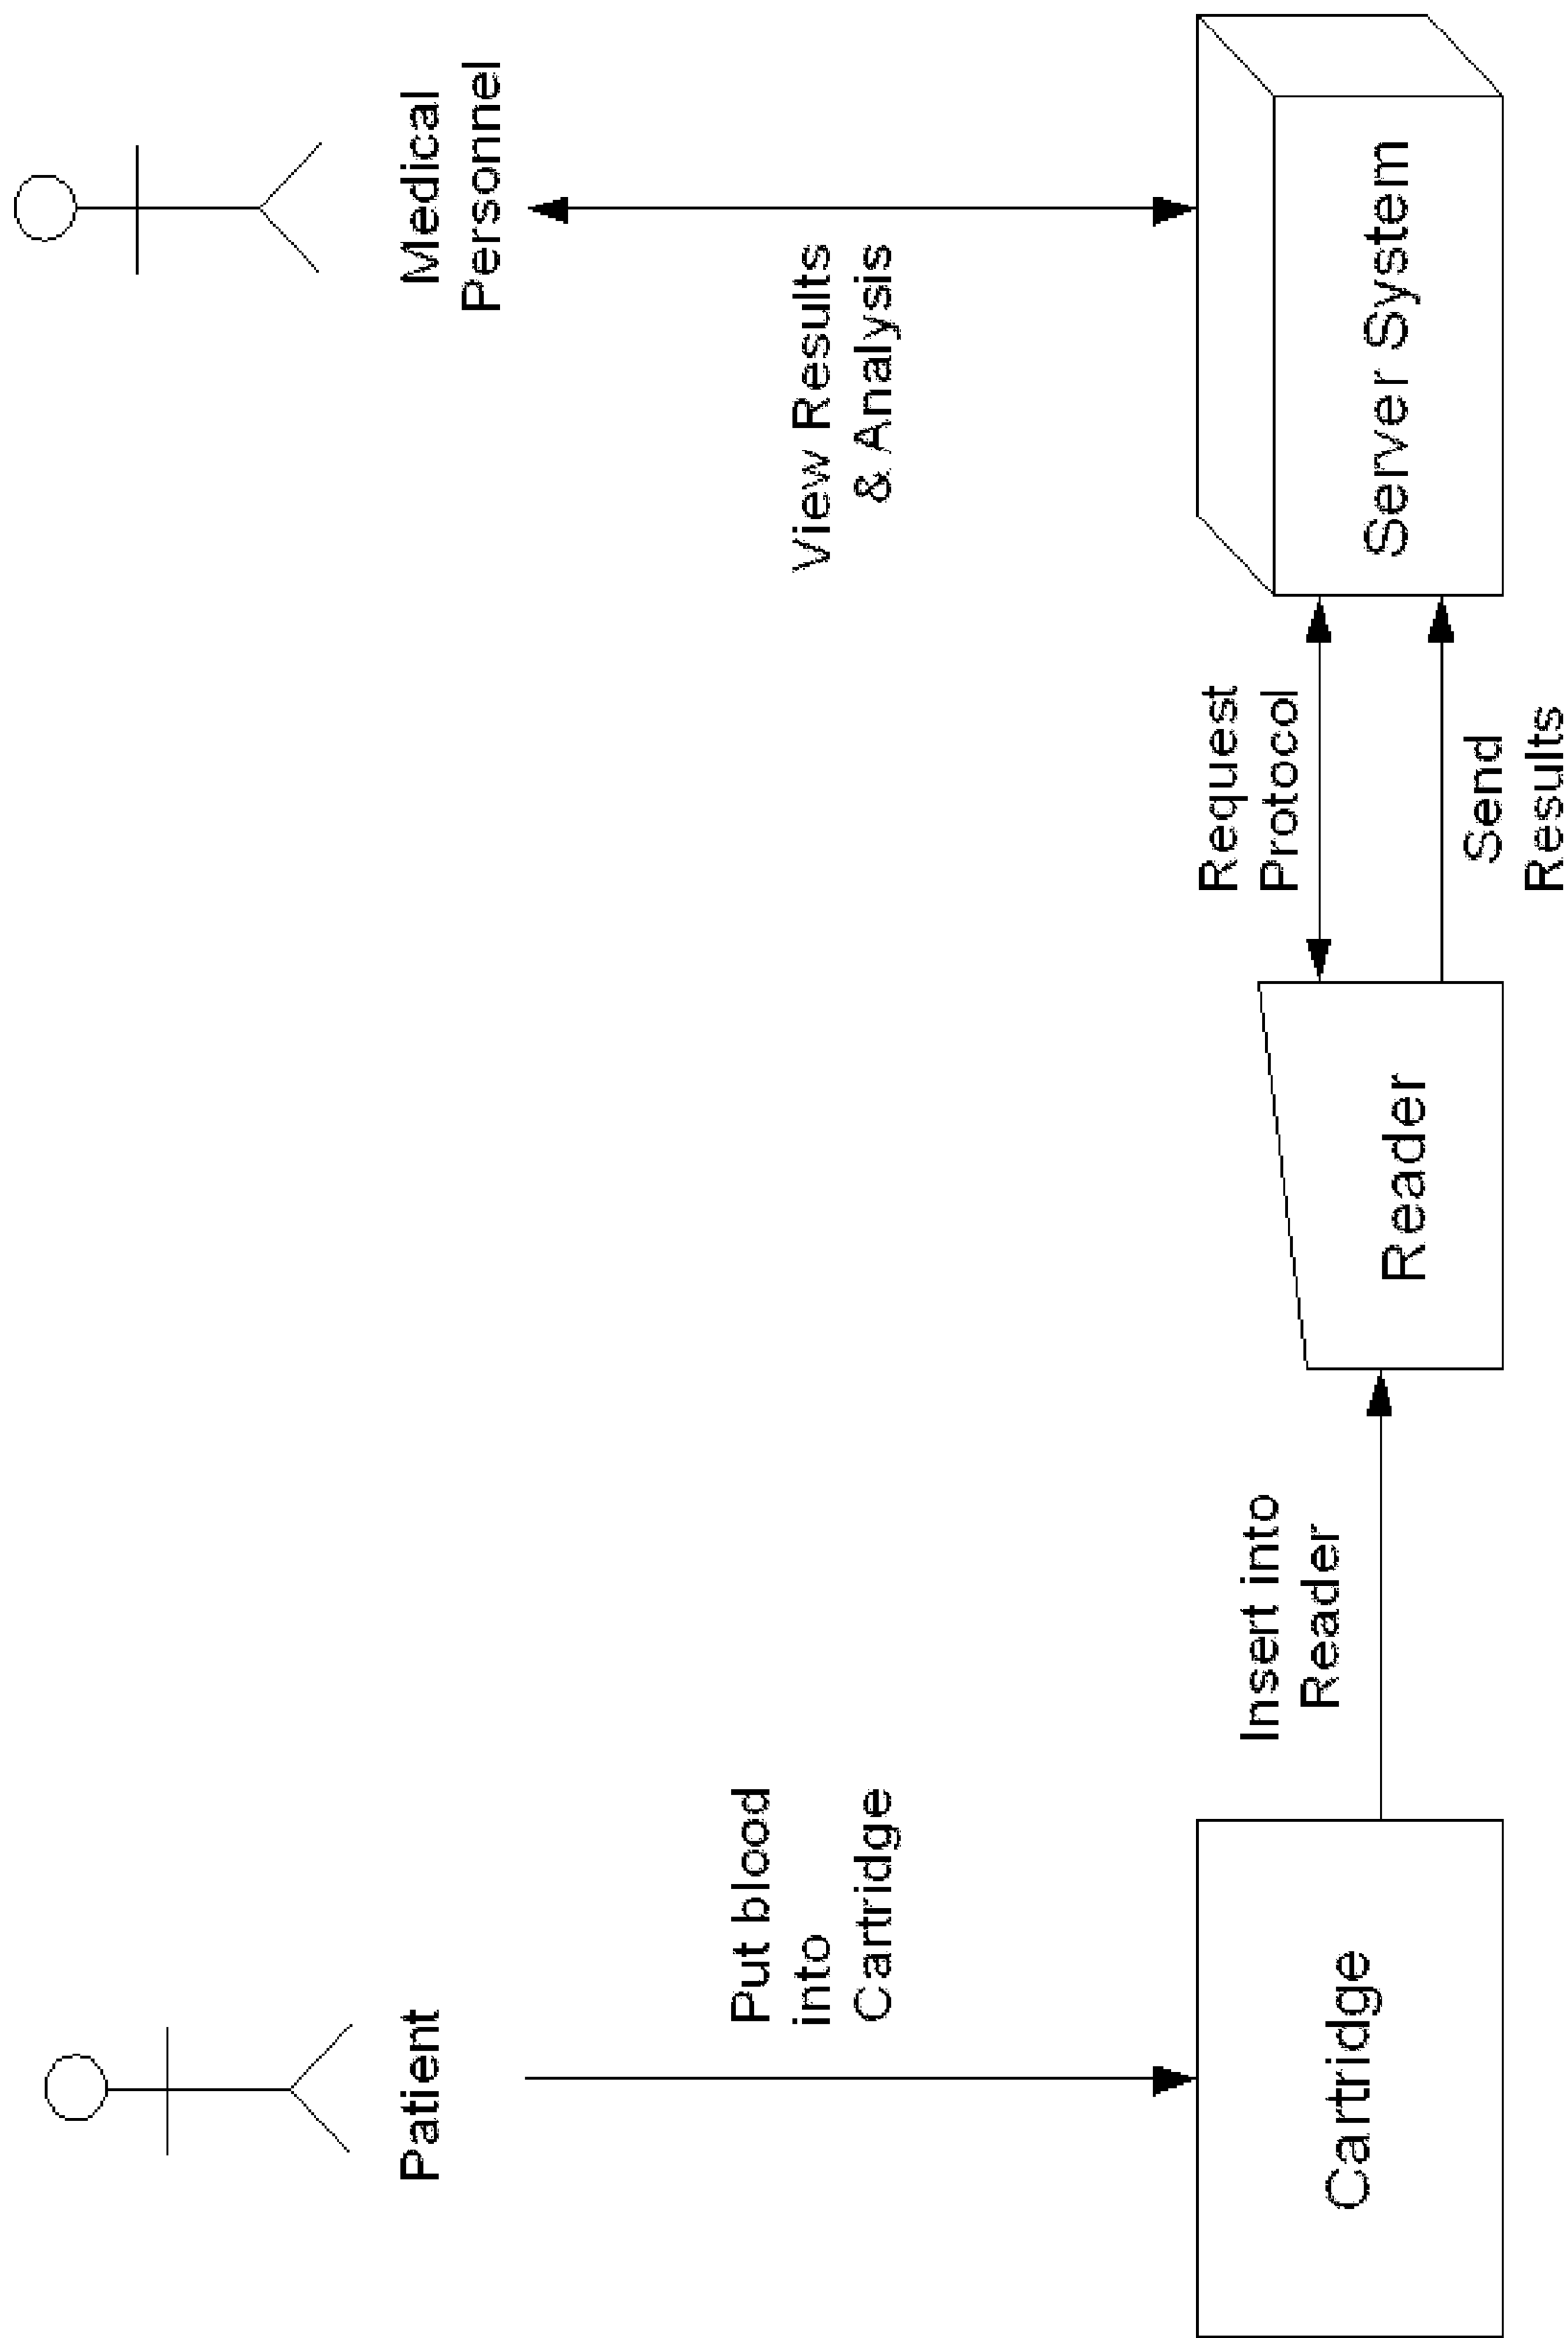 Patient
Medical
Personnel
Put blood
into
Cartridge
View Results
& Analysis
Insert into
Reader
Request
Protocol
Cartridge
Reader
Server System
Send
Results